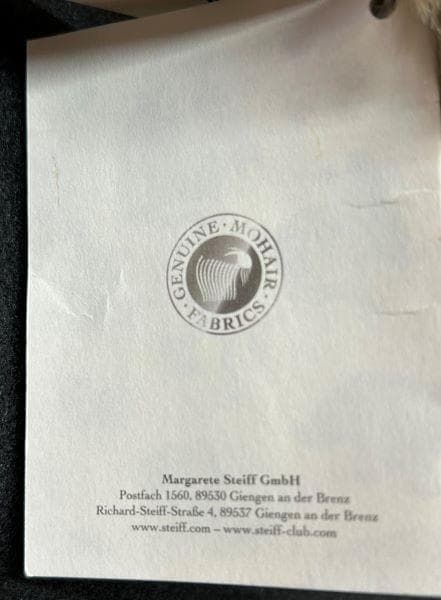 GENUINE · MOHAIR · FABRICS ·
Margarete Steiff GmbH
Postfach 1560, 89530 Giengen an der Brenz
Richard-Steiff-Straße 4, 89537 Giengen an der Brenz
www.steiff.com – www.steiff-club.com